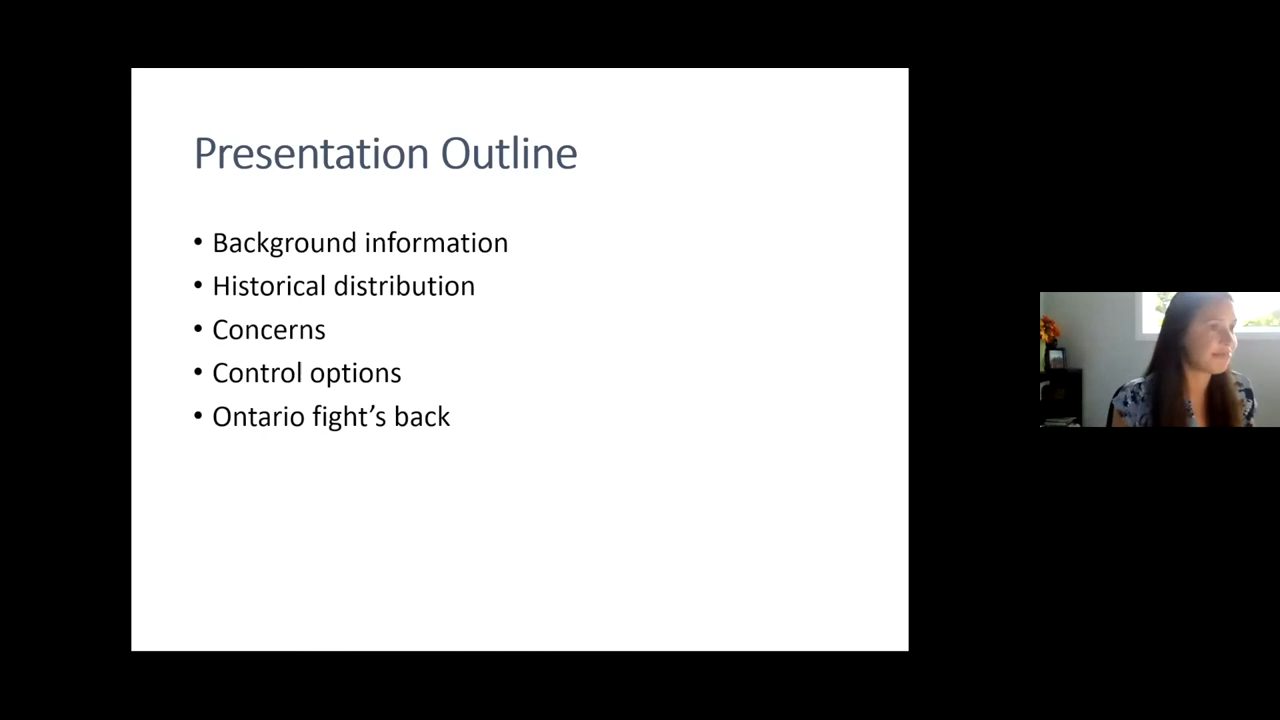 Presentation Outline
• Background information
• Historical distribution
• Concerns
• Control options
• Ontario fight’s back